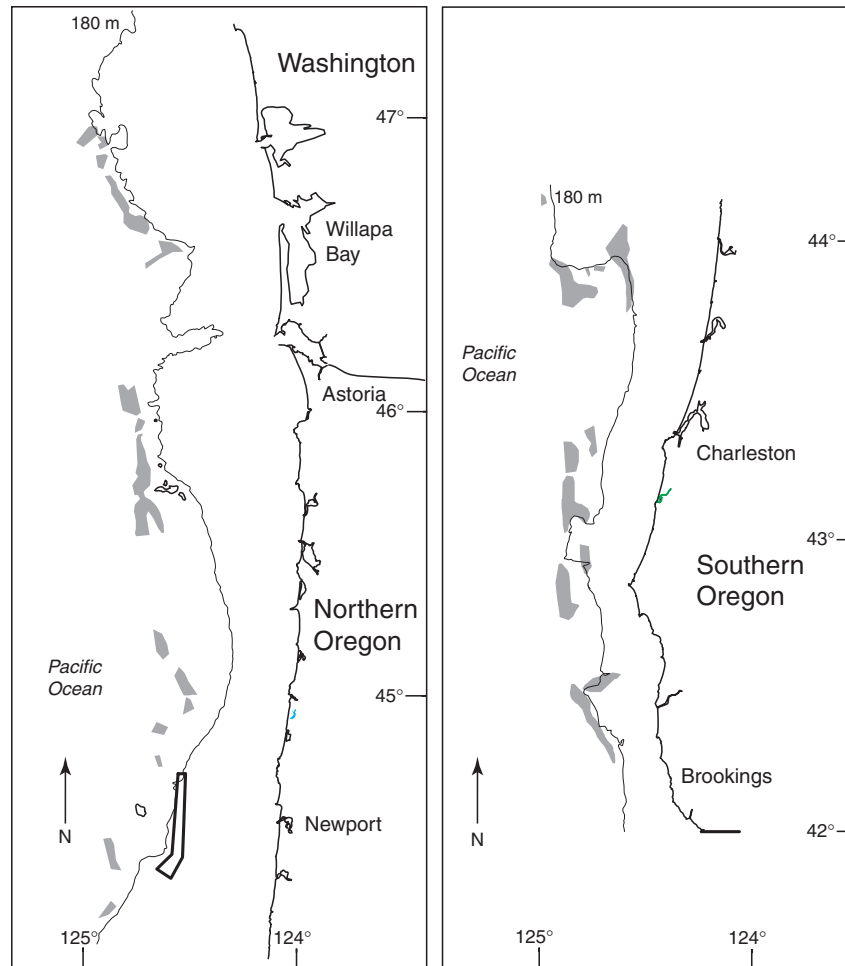 180 m
Washington
47°
Willapa
Bay
Astoria
46°
Northern
Oregon
Pacific
Ocean
45°
N
Newport
125°
124°
180 m
44°
Pacific
Ocean
Charleston
43°
Southern
Oregon
Brookings
N
42°
125°
124°